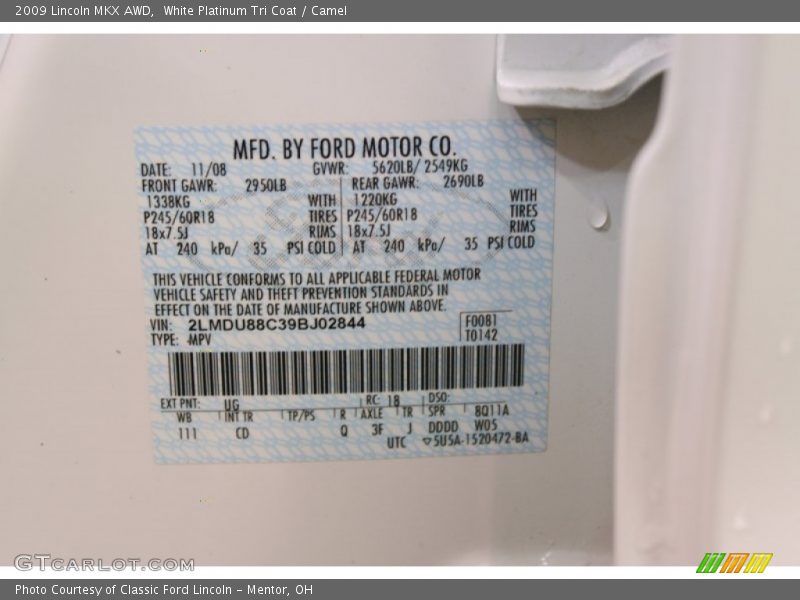 2009 Lincoln MKX AWD,  White Platinum Tri Coat / Camel
MFD. BY FORD MOTOR CO.
DATE: 11/08 GVWR: 5620LB/ 2549KG
FRONT GAWR: 2950LB REAR GAWR: 2690LB
1338KG WITH 1220KG WITH
P245/60R18 TIRES P245/60R18 TIRES
18x7.5J RIMS 18x7.5J RIMS
AT 240 kPa/ 35 PSI COLD AT 240 kPa/ 35 PSI COLD
THIS VEHICLE CONFORMS TO ALL APPLICABLE FEDERAL MOTOR
VEHICLE SAFETY AND THEFT PREVENTION STANDARDS IN
EFFECT ON THE DATE OF MANUFACTURE SHOWN ABOVE.
VIN: 2LMDU88C39BJ02844 F0081
TYPE: MPV T0142
EXT PNT: UG RC: 18 DSO:
WB INT TR TP/PS R AXLE TR SPR 8Q11A
111 CD Q 3F J DDDD W05
UTC ▽5U5A-1520472-BA
GTCARLOT.COM
Photo Courtesy of Classic Ford Lincoln - Mentor, OH